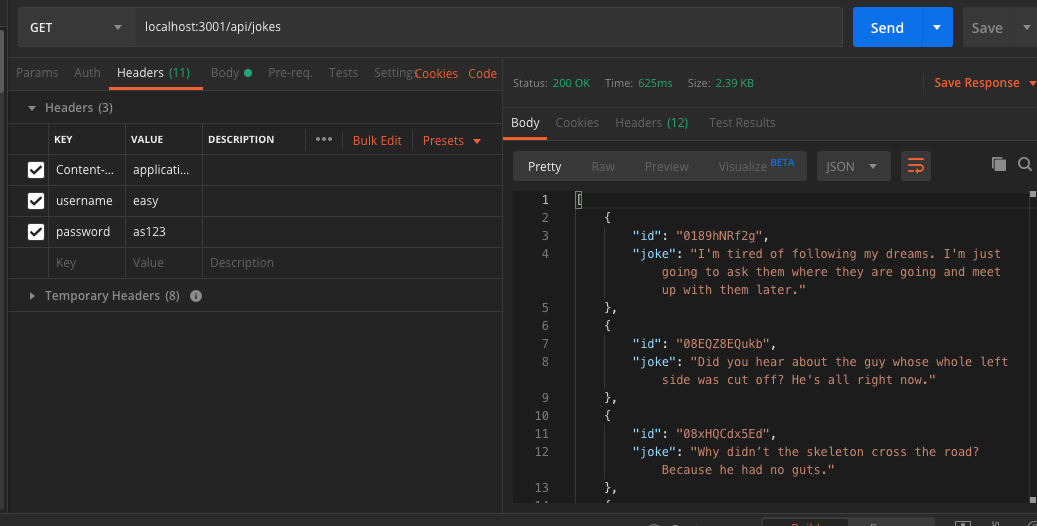 GET localhost:3001/api/jokes Send Save
Params Auth Headers (11) Body Pre-req. Tests Settings Cookies Code
Status: 200 OK Time: 625ms Size: 2.39 KB Save Response
Headers (3)
KEY VALUE DESCRIPTION ••• Bulk Edit Presets
Content-... applicati...
username easy
password as123
Key Value Description
Temporary Headers (8) i
Body Cookies Headers (12) Test Results
Pretty Raw Preview Visualize BETA JSON
1 [
2 {
3 "id": "0189hNRf2g",
4 "joke": "I'm tired of following my dreams. I'm just
going to ask them where they are going and meet
up with them later."
5 },
6 {
7 "id": "08EQZ8EQukb",
8 "joke": "Did you hear about the guy whose whole left
side was cut off? He's all right now."
9 },
10 {
11 "id": "08xHQCdx5Ed",
12 "joke": "Why didn’t the skeleton cross the road?
Because he had no guts."
13 },
14 {